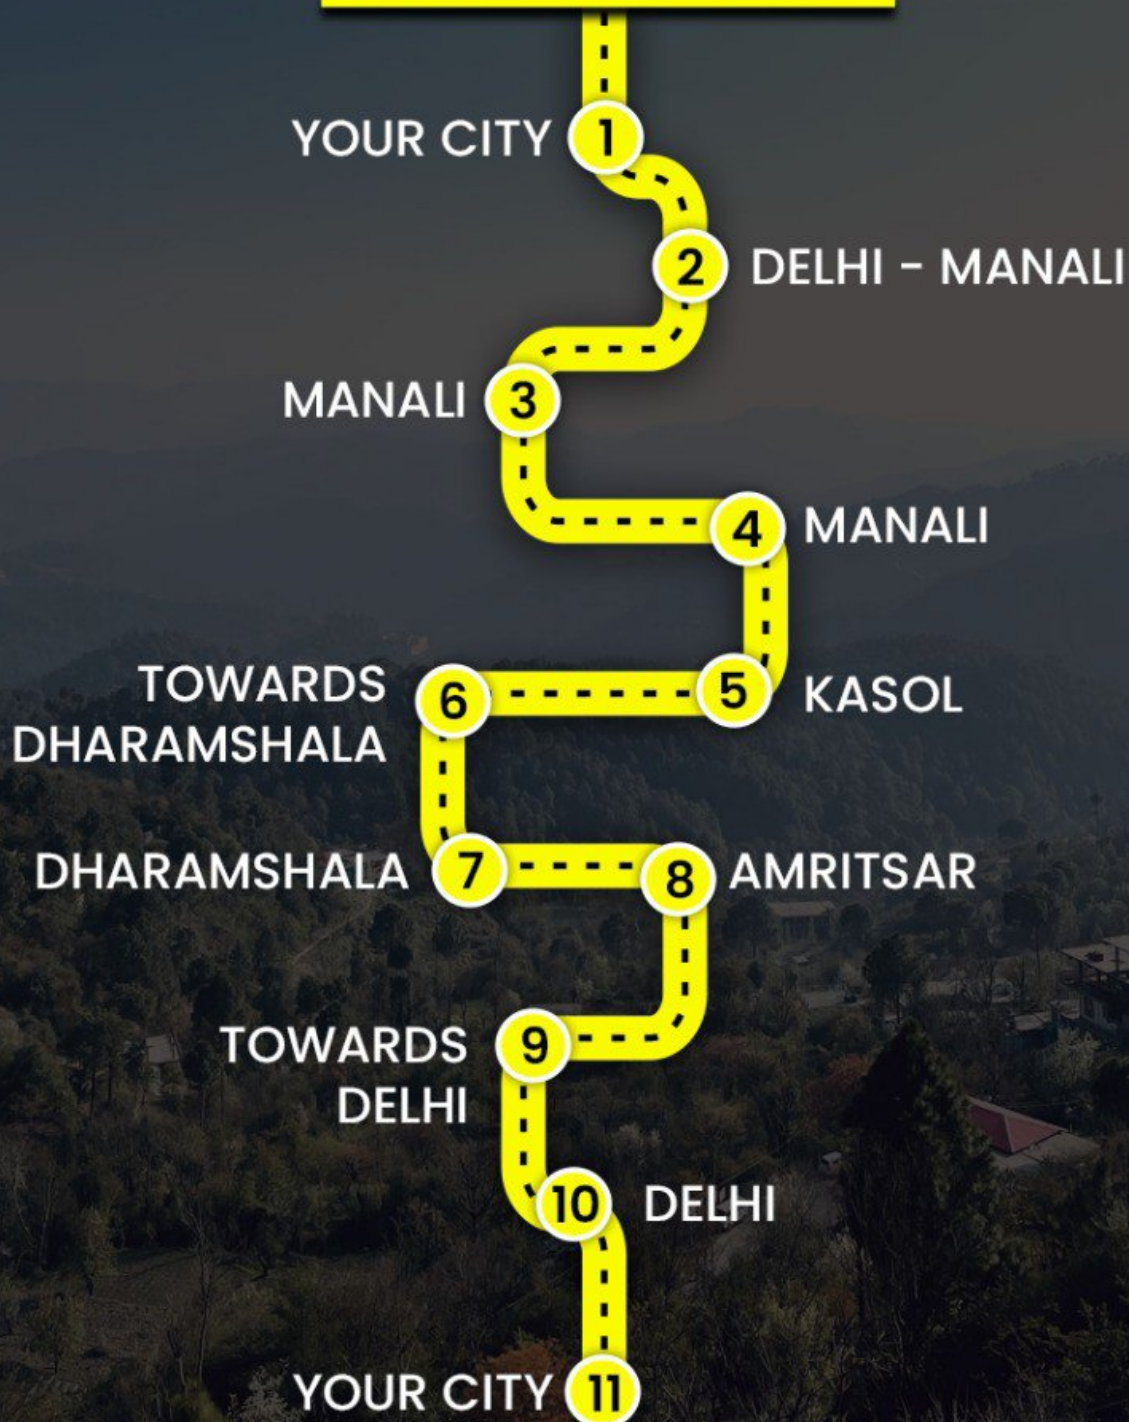 YOUR CITY 1
2 DELHI - MANALI
MANALI 3
4 MANALI
5 KASOL
TOWARDS 6
DHARAMSHALA
DHARAMSHALA 7
8 AMRITSAR
TOWARDS 9
DELHI
10 DELHI
YOUR CITY 11